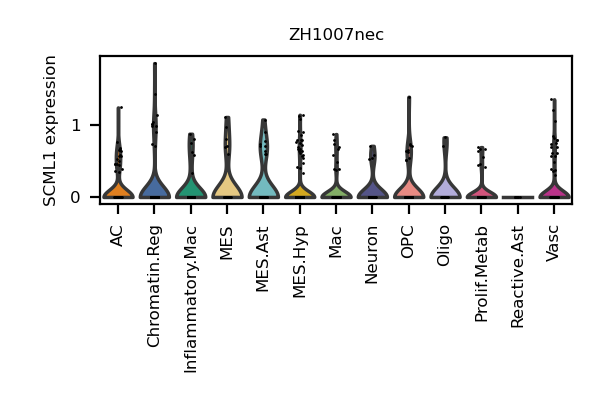 ZH1007nec
SCML1 expression
1
0
AC
Chromatin.Reg
Inflammatory.Mac
MES
MES.Ast
MES.Hyp
Mac
Neuron
OPC
Oligo
Prolif.Metab
Reactive.Ast
Vasc